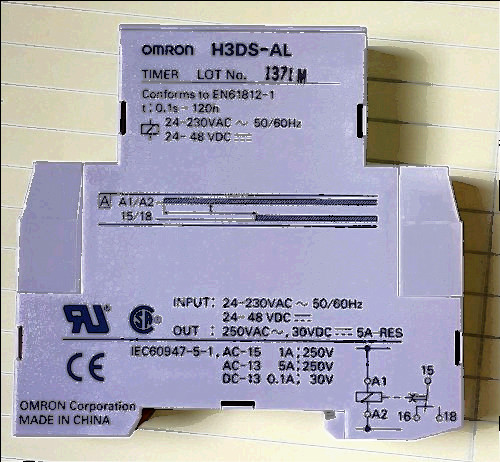 omron H3DS-AL
TIMER LOT No. 1371M
Conforms to EN61812-1
t: 0.1s - 120h
24-230VAC ~ 50/60Hz
24- 48 VDC ⎓
A A1/A2
15/18 t
INPUT: 24-230VAC ~ 50/60Hz
24- 48 VDC ⎓
OUT : 250VAC~, 30VDC ⎓ 5A RES
IEC60947-5-1, AC-15 1A 250V
AC-13 5A 250V
DC-13 0.1A 30V
RU
CSA
CE
A1
A2
15
16 18
OMRON Corporation
MADE IN CHINA